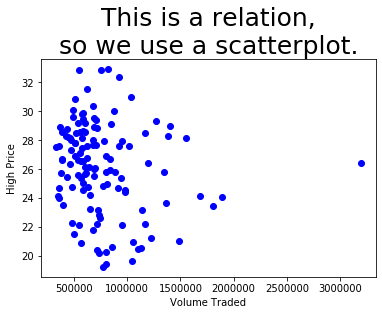 This is a relation,
so we use a scatterplot.
32
30
28
26
24
22
20
High Price
500000 1000000 1500000 2000000 2500000 3000000
Volume Traded